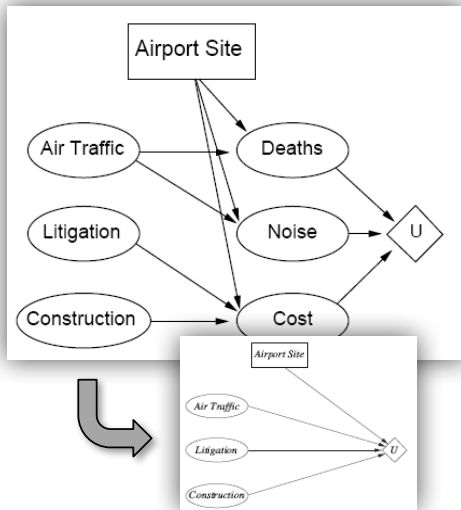 Airport Site
Air Traffic
Deaths
Litigation
Noise
U
Construction
Cost
Airport Site
Air Traffic
Litigation
U
Construction